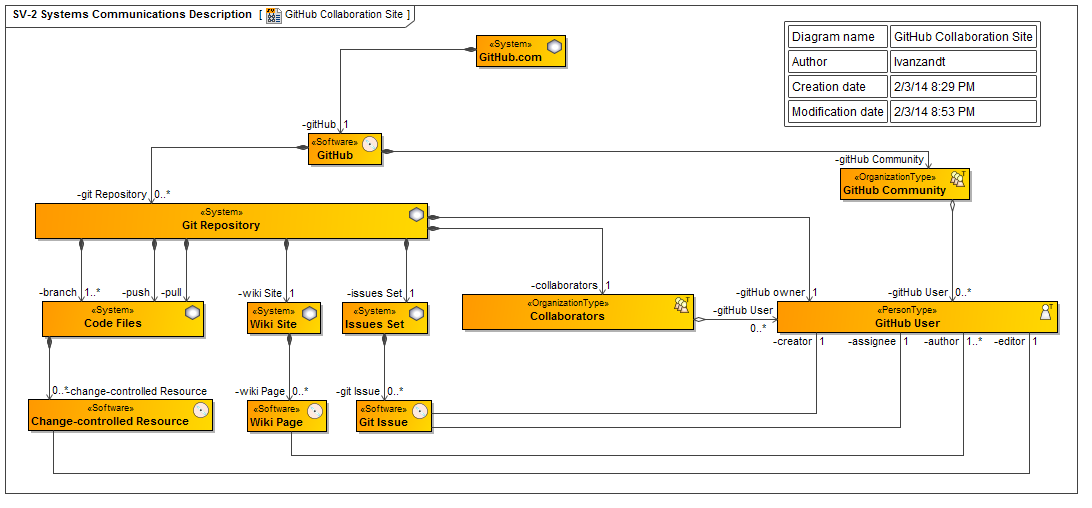 SV-2 Systems Communications Description [ GitHub Collaboration Site ]
Diagram name GitHub Collaboration Site
Author Ivanzandt
Creation date 2/3/14 8:29 PM
Modification date 2/3/14 8:53 PM
«System»
GitHub.com
-gitHub 1
«Software»
GitHub
-gitHub Community
«OrganizationType»
GitHub Community
-git Repository 0..*
«System»
Git Repository
-branch 1..* -push -pull -wiki Site 1 -issues Set 1
-collaborators 1
-gitHub owner 1 -gitHub User 0..*
«System»
Code Files
«System»
Wiki Site
«System»
Issues Set
«OrganizationType»
Collaborators
-gitHub User
0..*
«PersonType»
GitHub User
-creator 1 -assignee 1 -author 1..* -editor 1
0..* -change-controlled Resource -wiki Page 0..* -git Issue 0..*
«Software»
Change-controlled Resource
«Software»
Wiki Page
«Software»
Git Issue